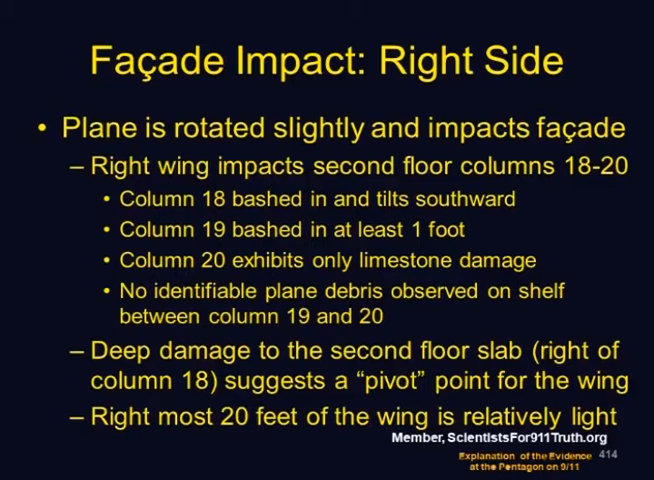 Façade Impact: Right Side
• Plane is rotated slightly and impacts façade
– Right wing impacts second floor columns 18-20
• Column 18 bashed in and tilts southward
• Column 19 bashed in at least 1 foot
• Column 20 exhibits only limestone damage
• No identifiable plane debris observed on shelf
between column 19 and 20
– Deep damage to the second floor slab (right of
column 18) suggests a “pivot” point for the wing
– Right most 20 feet of the wing is relatively light
Member, ScientistsFor911Truth.org
Explanation of the Evidence 414
at the Pentagon on 9/11